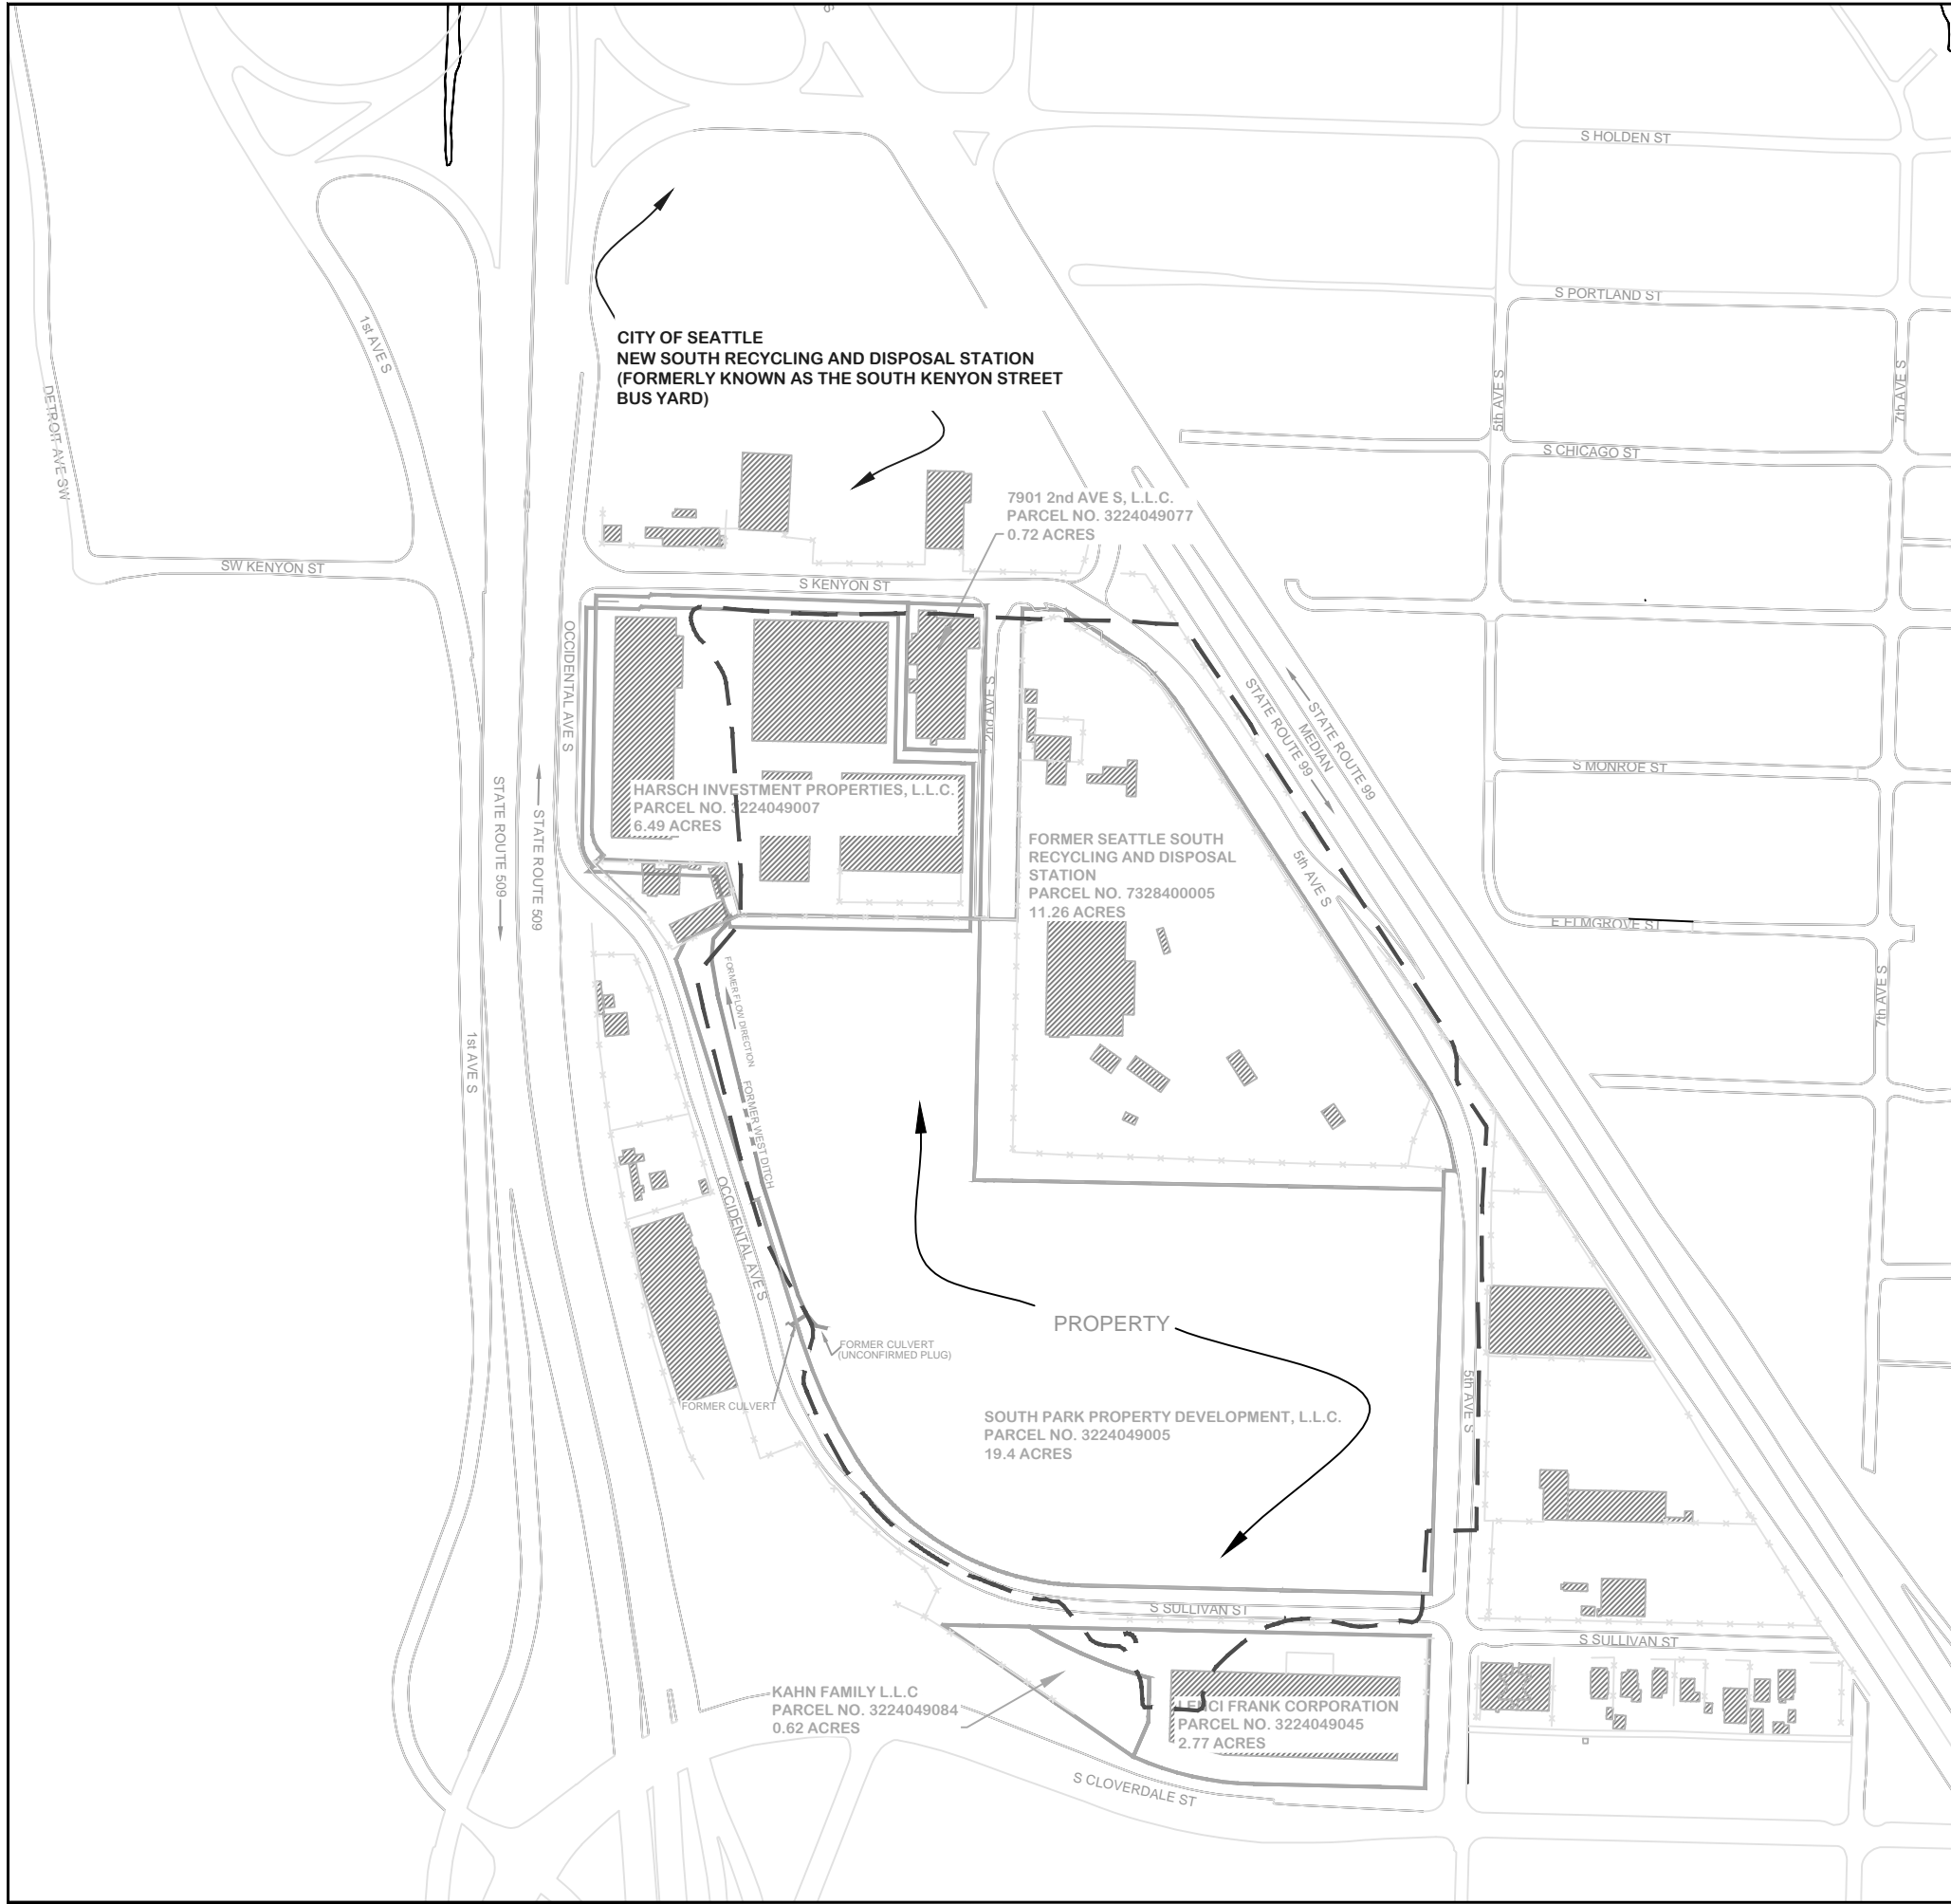 S HOLDEN ST
S PORTLAND ST
1st AVE S
CITY OF SEATTLE
NEW SOUTH RECYCLING AND DISPOSAL STATION
(FORMERLY KNOWN AS THE SOUTH KENYON STREET
BUS YARD)
DETROIT AVE SW
5th AVE S
7th AVE S
S CHICAGO ST
7901 2nd AVE S, L.L.C.
PARCEL NO. 3224049077
0.72 ACRES
SW KENYON ST
S KENYON ST
OCCIDENTAL AVE S
2nd AVE S
STATE ROUTE 99
MEDIAN
STATE ROUTE 99
S MONROE ST
STATE ROUTE 509
STATE ROUTE 509
HARSCH INVESTMENT PROPERTIES, L.L.C.
PARCEL NO. 3224049007
6.49 ACRES
FORMER SEATTLE SOUTH
RECYCLING AND DISPOSAL
STATION
PARCEL NO. 7328400005
11.26 ACRES
5th AVE S
E ELMGROVE ST
7th AVE S
FORMER FLOW DIRECTION
1st AVE S
FORMER WEST DITCH
OCCIDENTAL AVE S
PROPERTY
FORMER CULVERT
(UNCONFIRMED PLUG)
FORMER CULVERT
5th AVE S
SOUTH PARK PROPERTY DEVELOPMENT, L.L.C.
PARCEL NO. 3224049005
19.4 ACRES
S SULLIVAN ST
S SULLIVAN ST
KAHN FAMILY L.L.C
PARCEL NO. 3224049084
0.62 ACRES
LENCI FRANK CORPORATION
PARCEL NO. 3224049045
2.77 ACRES
S CLOVERDALE ST